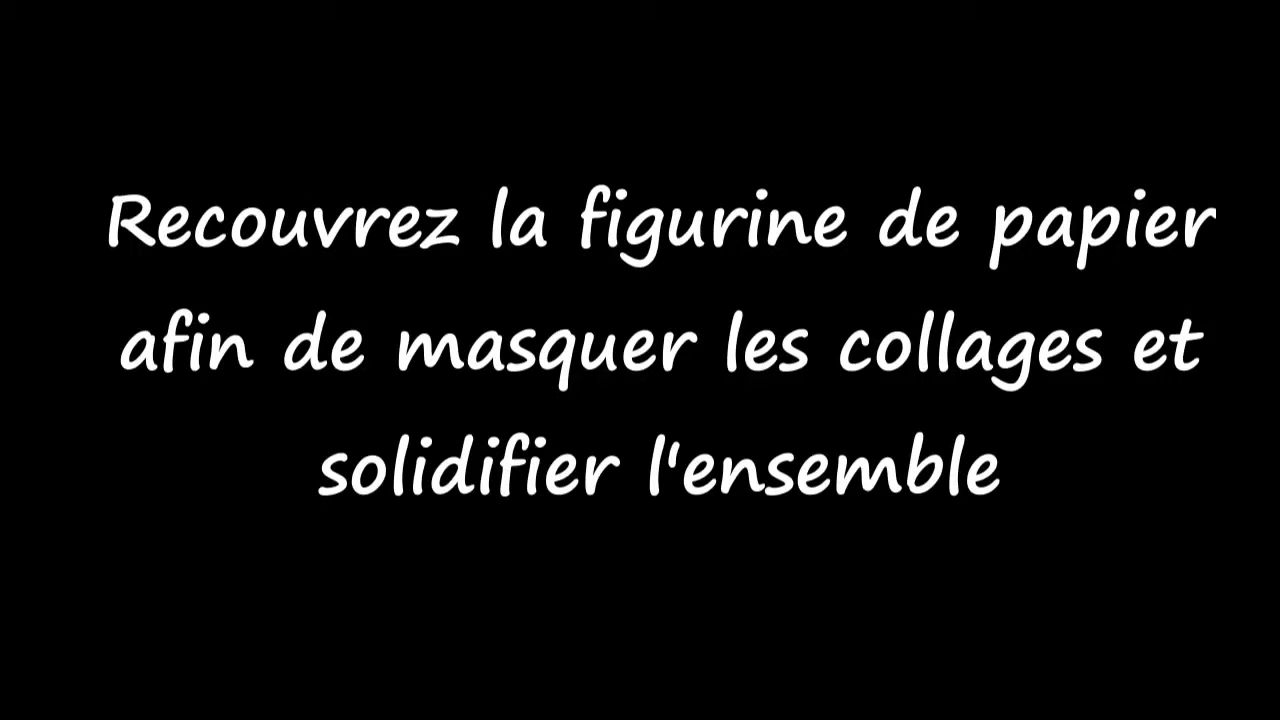 Recouvrez la figurine de papier
afin de masquer les collages et
solidifier l'ensemble